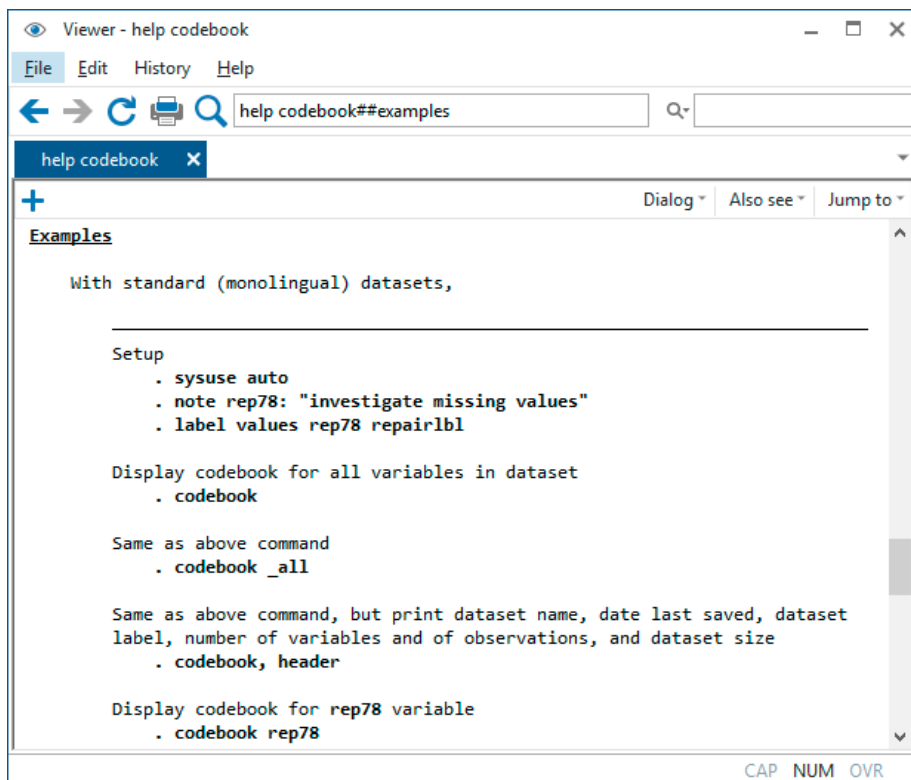 Viewer - help codebook
File Edit History Help
help codebook##examples
help codebook
Dialog Also see Jump to
Examples
With standard (monolingual) datasets,
Setup
. sysuse auto
. note rep78: "investigate missing values"
. label values rep78 repairlbl
Display codebook for all variables in dataset
. codebook
Same as above command
. codebook _all
Same as above command, but print dataset name, date last saved, dataset
label, number of variables and of observations, and dataset size
. codebook, header
Display codebook for rep78 variable
. codebook rep78
CAP NUM OVR